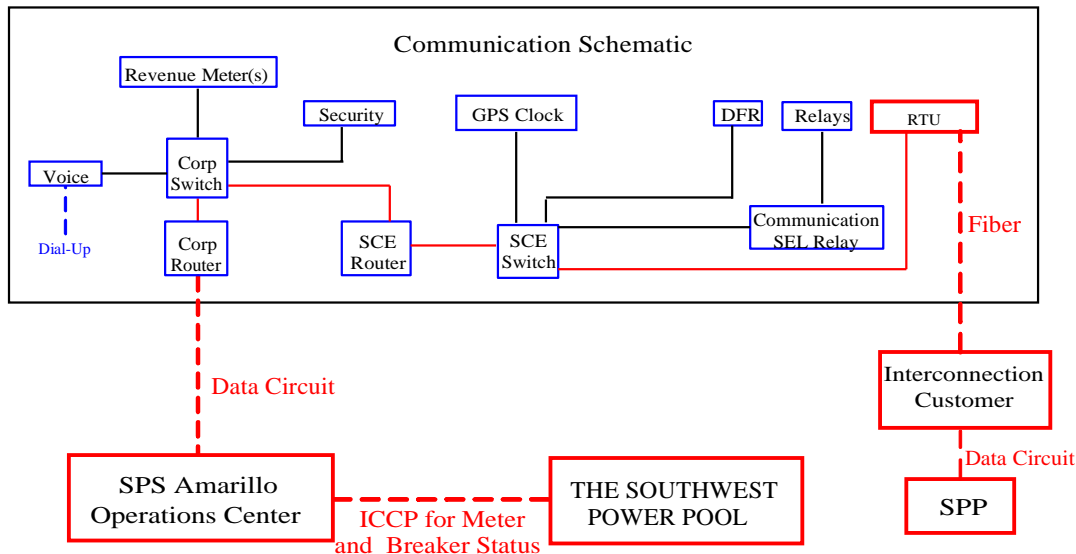 Communication Schematic
Revenue Meter(s)
Security
GPS Clock
DFR
Relays
RTU
Voice
Corp
Switch
Dial-Up
Corp
Router
SCE
Router
SCE
Switch
Communication
SEL Relay
Fiber
Data Circuit
Interconnection
Customer
Data Circuit
SPP
SPS Amarillo
Operations Center
ICCP for Meter
and Breaker Status
THE SOUTHWEST
POWER POOL